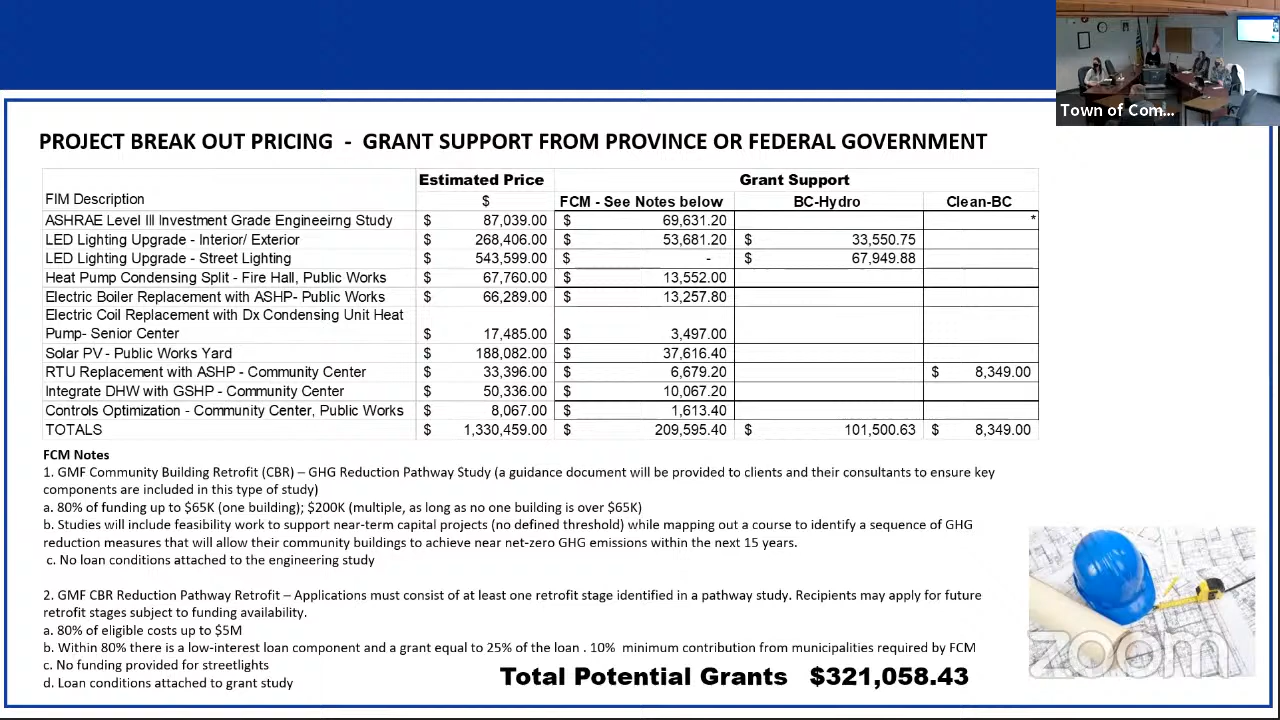 Town of Com...
PROJECT BREAK OUT PRICING - GRANT SUPPORT FROM PROVINCE OR FEDERAL GOVERNMENT
Estimated Price Grant Support
FIM Description $ FCM - See Notes below BC-Hydro Clean-BC
ASHRAE Level III Investment Grade Engineeirng Study $ 87,039.00 $ 69,631.20 *
LED Lighting Upgrade - Interior/ Exterior $ 268,406.00 $ 53,681.20 $ 33,550.75
LED Lighting Upgrade - Street Lighting $ 543,599.00 $ - $ 67,949.88
Heat Pump Condensing Split - Fire Hall, Public Works $ 67,760.00 $ 13,552.00
Electric Boiler Replacement with ASHP- Public Works $ 66,289.00 $ 13,257.80
Electric Coil Replacement with Dx Condensing Unit Heat
Pump- Senior Center $ 17,485.00 $ 3,497.00
Solar PV - Public Works Yard $ 188,082.00 $ 37,616.40
RTU Replacement with ASHP - Community Center $ 33,396.00 $ 6,679.20 $ 8,349.00
Integrate DHW with GSHP - Community Center $ 50,336.00 $ 10,067.20
Controls Optimization - Community Center, Public Works $ 8,067.00 $ 1,613.40
TOTALS $ 1,330,459.00 $ 209,595.40 $ 101,500.63 $ 8,349.00
FCM Notes
1. GMF Community Building Retrofit (CBR) – GHG Reduction Pathway Study (a guidance document will be provided to clients and their consultants to ensure key
components are included in this type of study)
a. 80% of funding up to $65K (one building); $200K (multiple, as long as no one building is over $65K)
b. Studies will include feasibility work to support near-term capital projects (no defined threshold) while mapping out a course to identify a sequence of GHG
reduction measures that will allow their community buildings to achieve near net-zero GHG emissions within the next 15 years.
c. No loan conditions attached to the engineering study
2. GMF CBR Reduction Pathway Retrofit – Applications must consist of at least one retrofit stage identified in a pathway study. Recipients may apply for future
retrofit stages subject to funding availability.
a. 80% of eligible costs up to $5M
b. Within 80% there is a low-interest loan component and a grant equal to 25% of the loan . 10% minimum contribution from municipalities required by FCM
c. No funding provided for streetlights
d. Loan conditions attached to grant study
Total Potential Grants $321,058.43
zoom